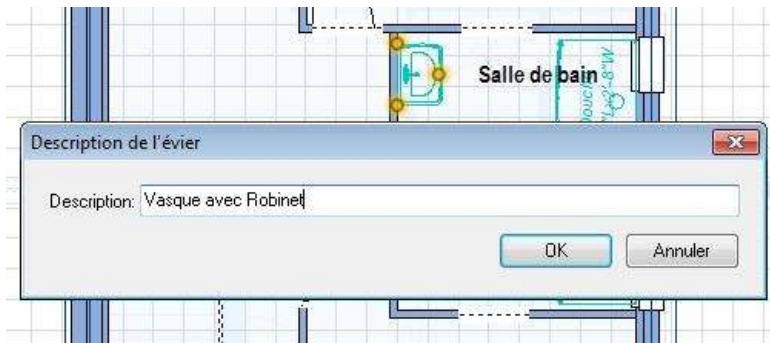 Salle de bain
Description de l'évier
Description: Vasque avec Robinet
OK
Annuler